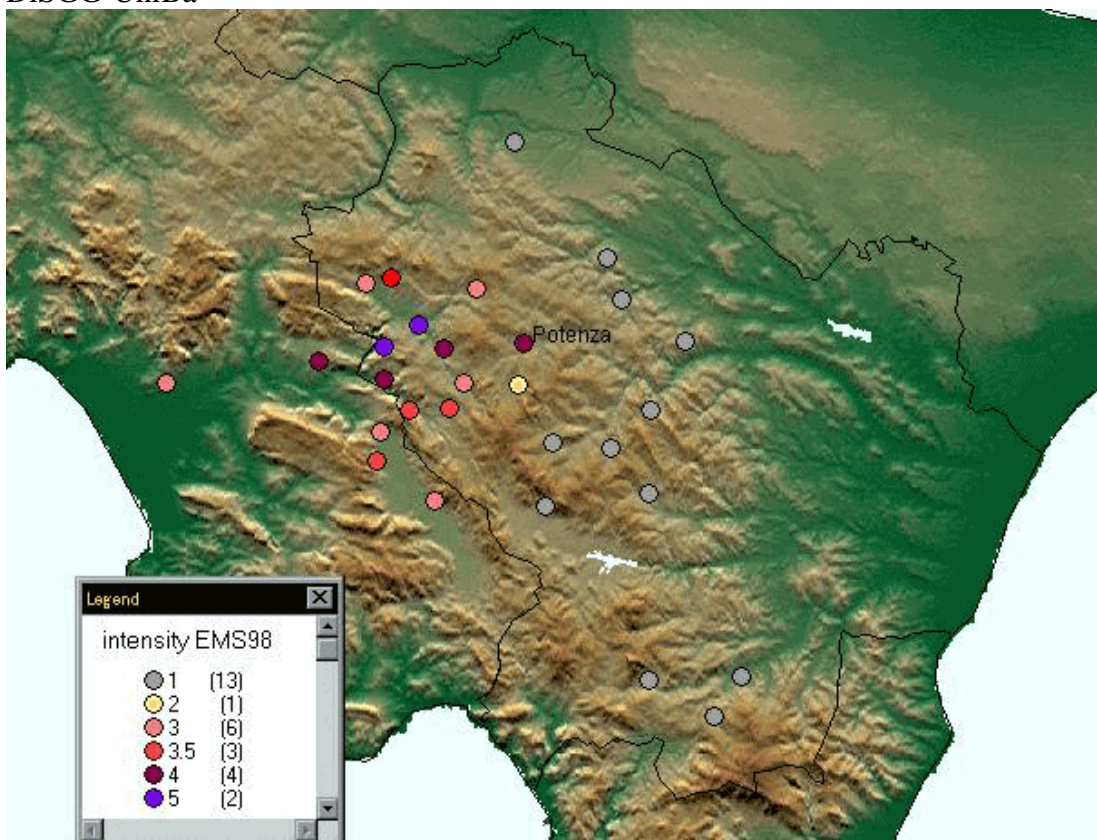 DiSGG-UniBa
Potenza
Legend
intensity EMS98
1 (13)
2 (1)
3 (6)
3.5 (3)
4 (4)
5 (2)